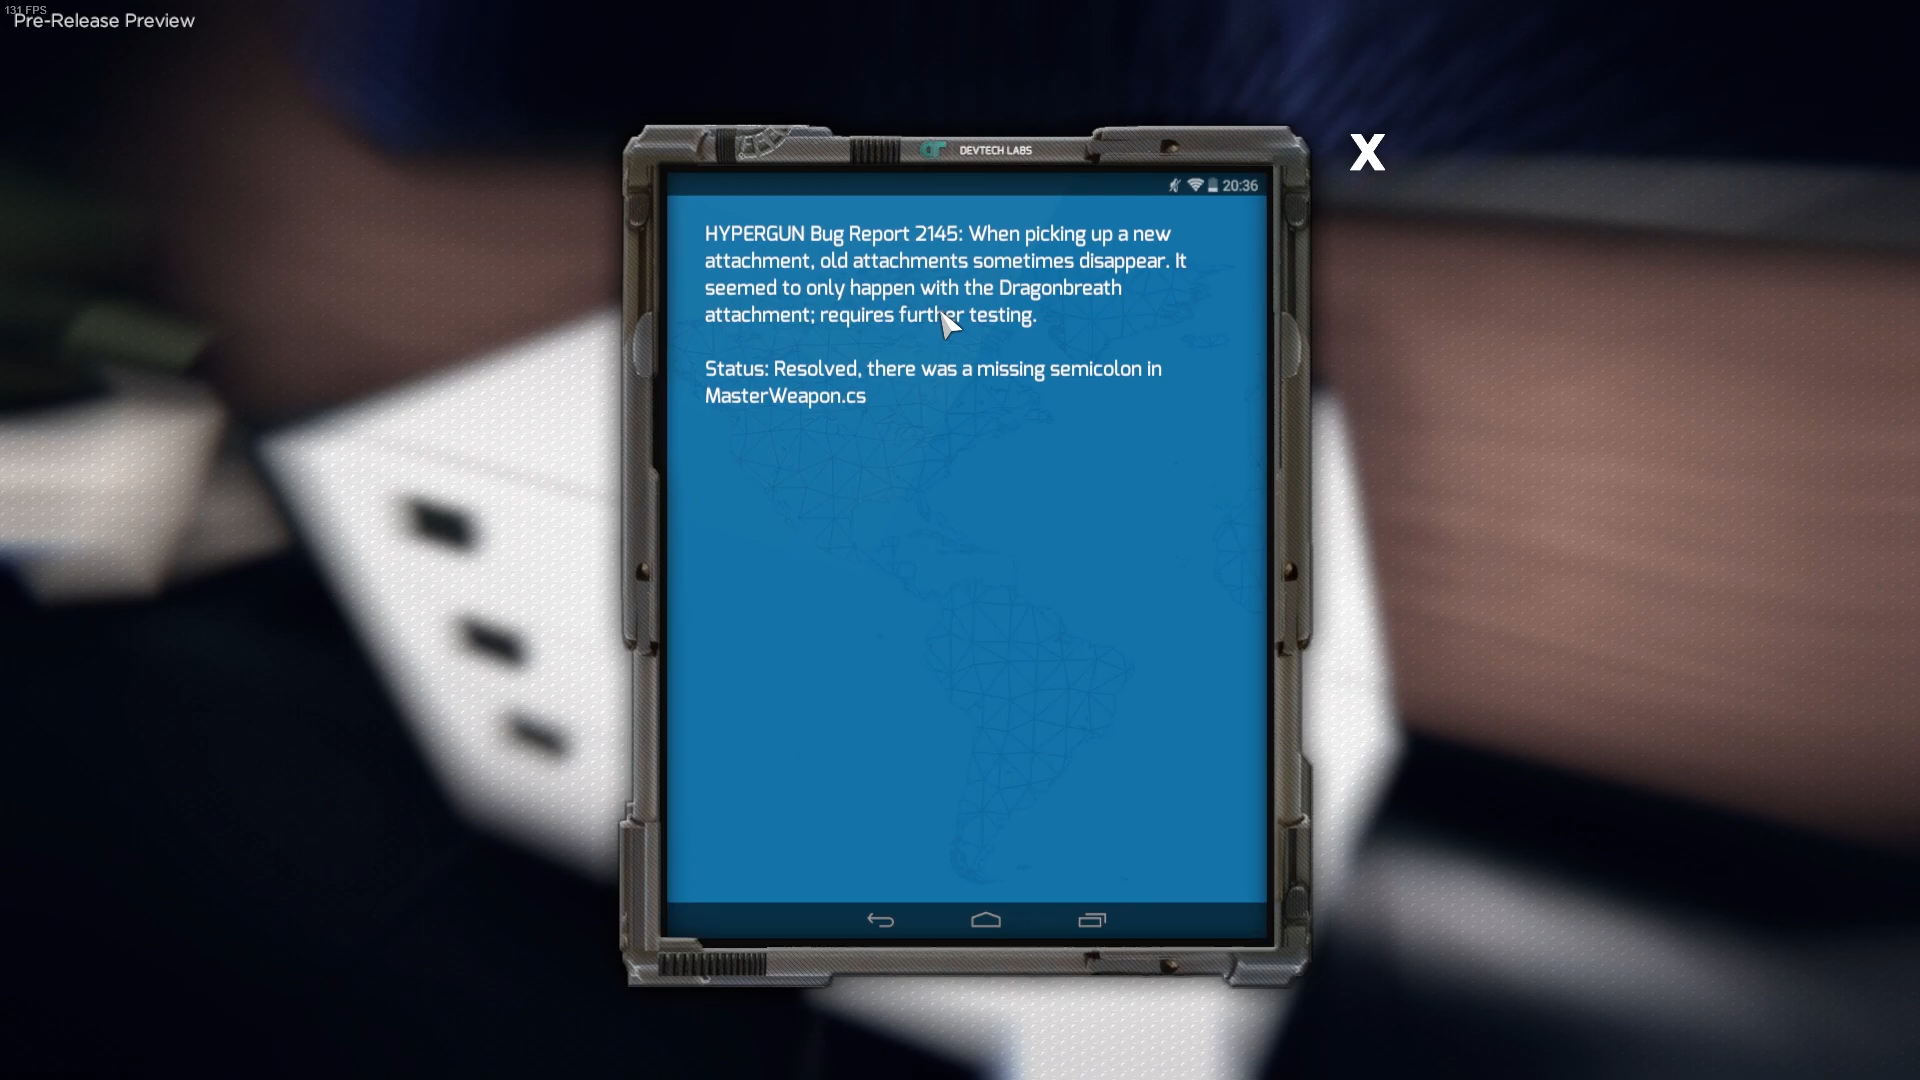 131 FPS
Pre-Release Preview
DEVTECH LABS
X
20:36
HYPERGUN Bug Report 2145: When picking up a new
attachment, old attachments sometimes disappear. It
seemed to only happen with the Dragonbreath
attachment; requires further testing.
Status: Resolved, there was a missing semicolon in
MasterWeapon.cs